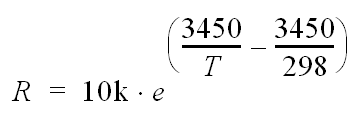 R = 10k · e^(3450/T − 3450/298)